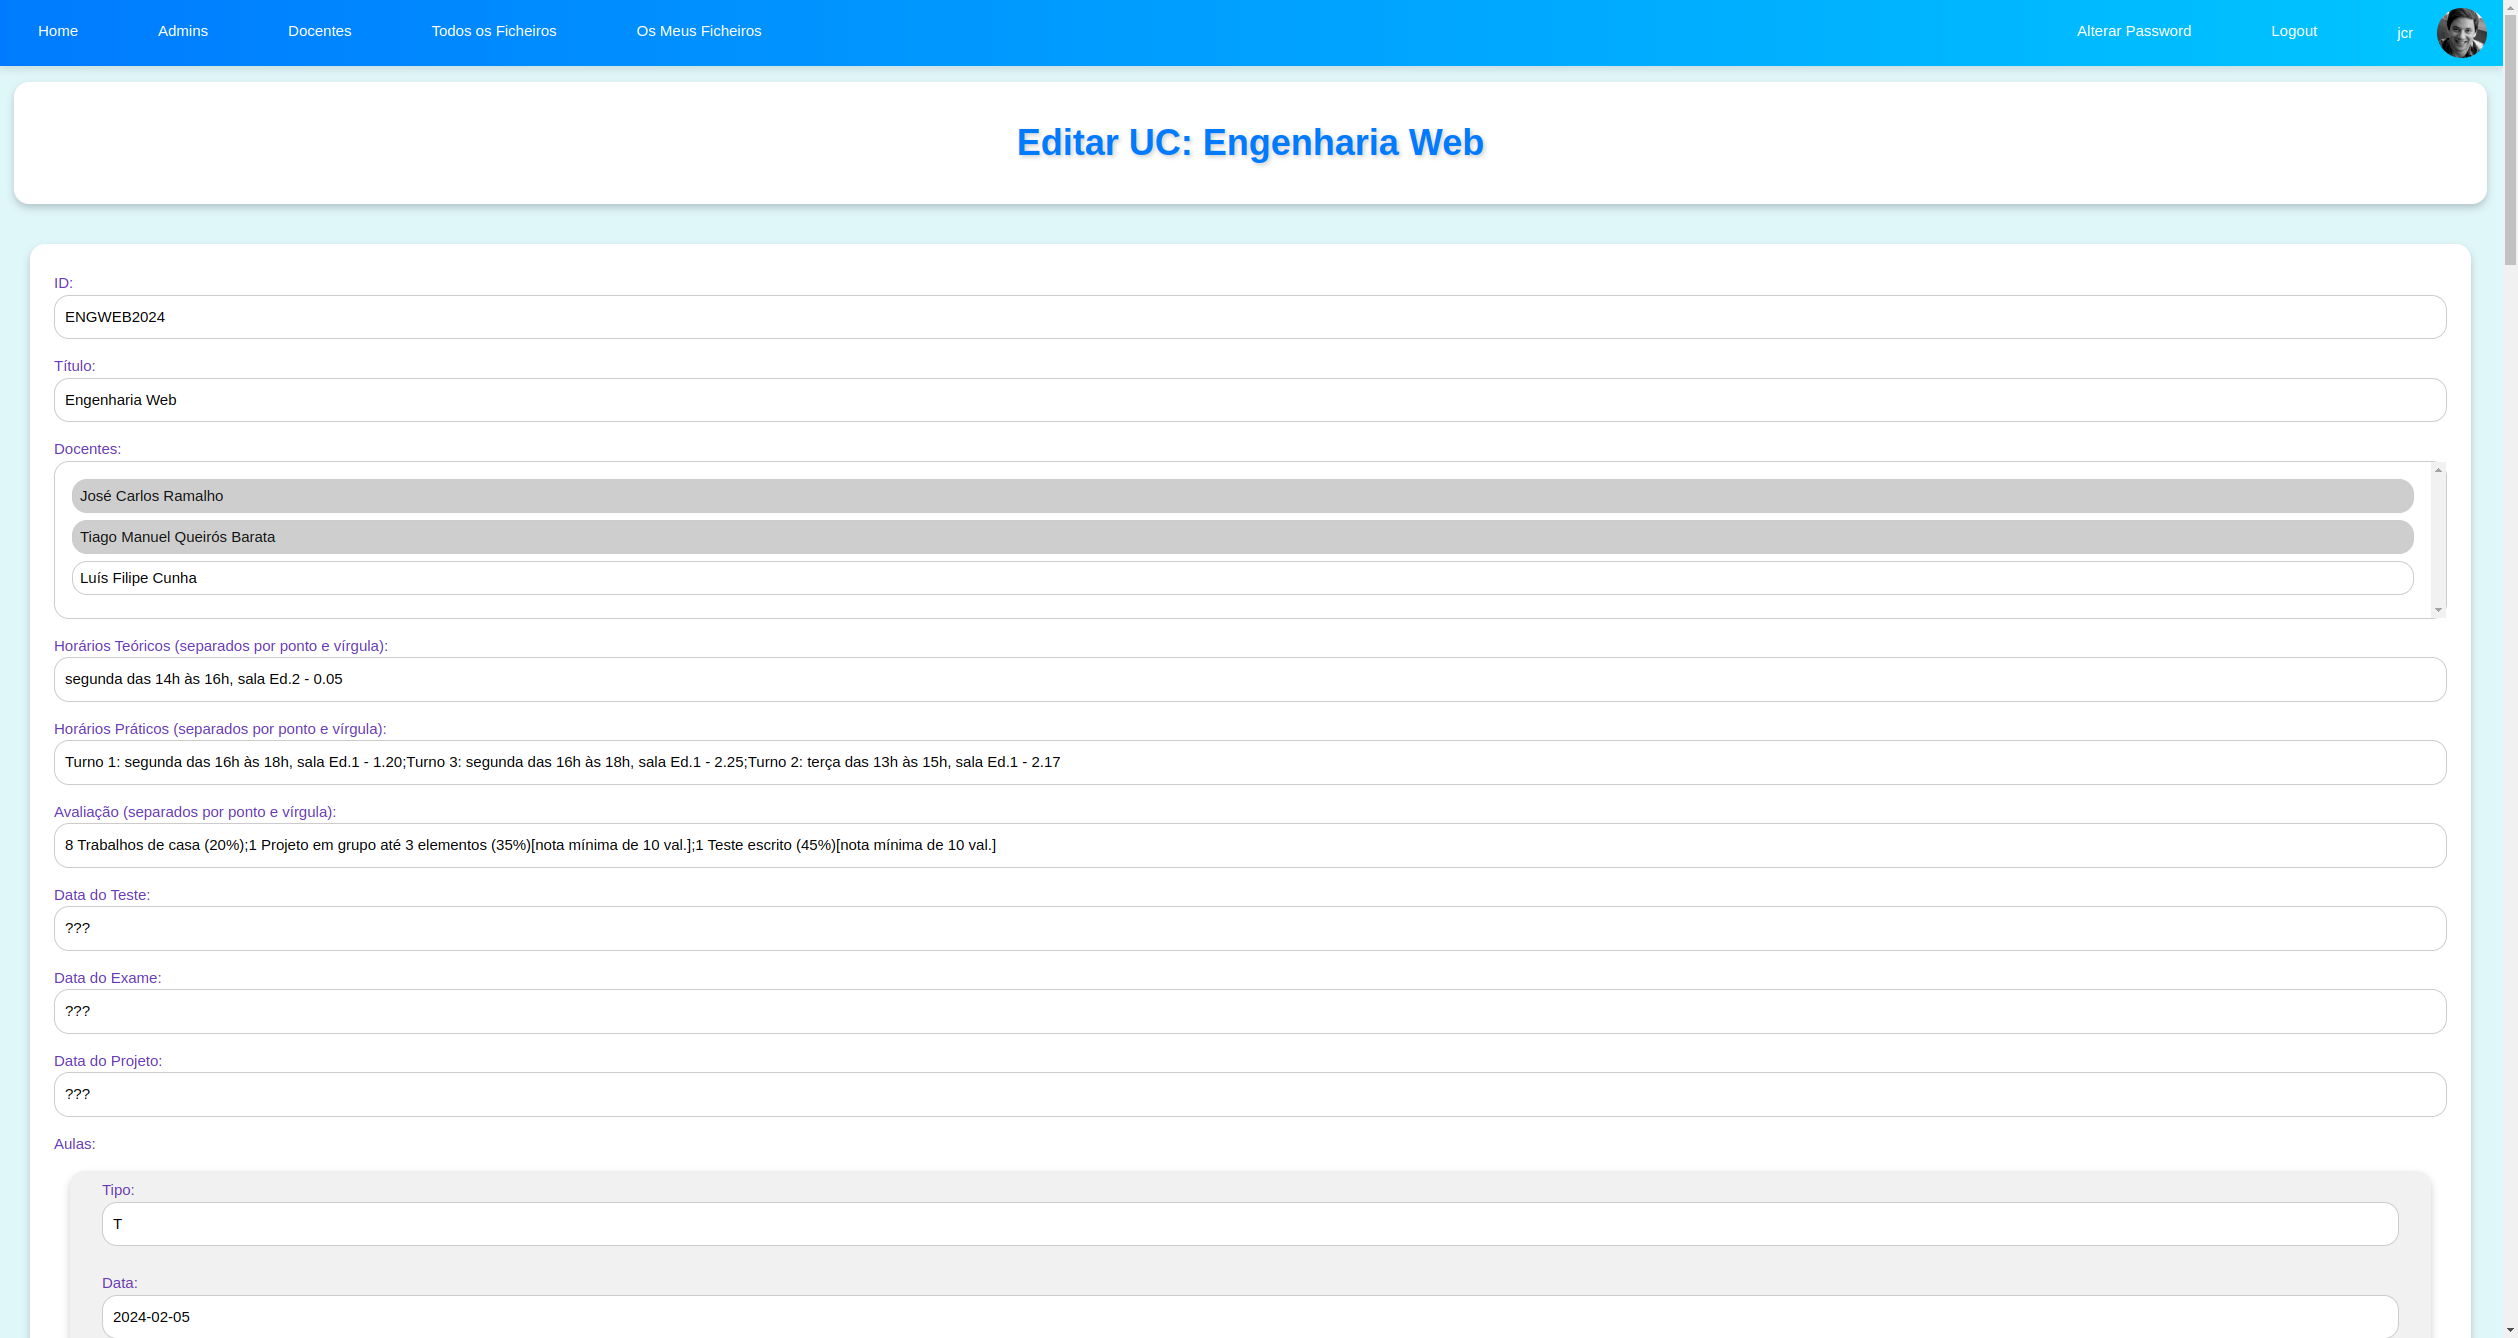 Home Admins Docentes Todos os Ficheiros Os Meus Ficheiros Alterar Password Logout jcr
Editar UC: Engenharia Web
ID:
ENGWEB2024
Título:
Engenharia Web
Docentes:
José Carlos Ramalho
Tiago Manuel Queirós Barata
Luís Filipe Cunha
Horários Teóricos (separados por ponto e vírgula):
segunda das 14h às 16h, sala Ed.2 - 0.05
Horários Práticos (separados por ponto e vírgula):
Turno 1: segunda das 16h às 18h, sala Ed.1 - 1.20;Turno 3: segunda das 16h às 18h, sala Ed.1 - 2.25;Turno 2: terça das 13h às 15h, sala Ed.1 - 2.17
Avaliação (separados por ponto e vírgula):
8 Trabalhos de casa (20%);1 Projeto em grupo até 3 elementos (35%)[nota mínima de 10 val.];1 Teste escrito (45%)[nota mínima de 10 val.]
Data do Teste:
???
Data do Exame:
???
Data do Projeto:
???
Aulas:
Tipo:
T
Data:
2024-02-05